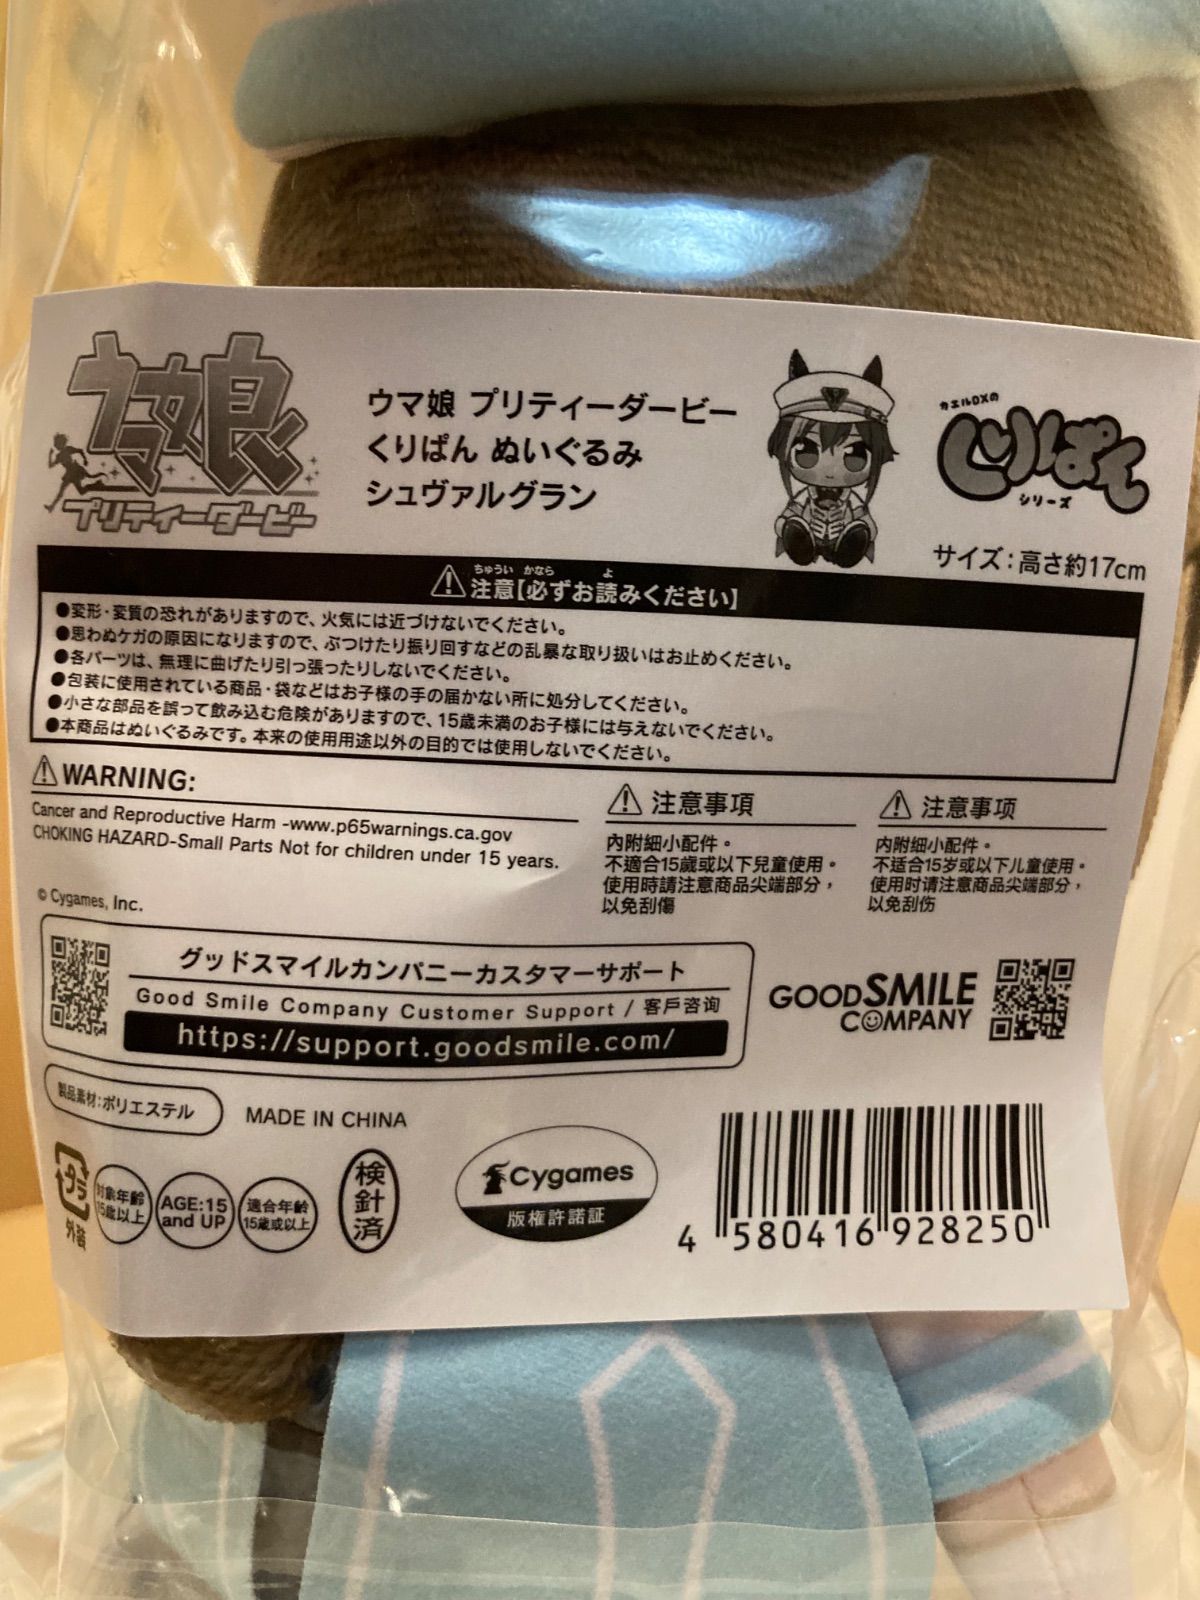 ウマ娘
プリティーダービー
ウマ娘 プリティーダービー
くりぱん ぬいぐるみ
シュヴァルグラン
カエルDXの
くりぱん
シリーズ
サイズ：高さ約17cm
ちゅうい かなら よ
⚠注意【必ずお読みください】
●変形・変質の恐れがありますので、火気には近づけないでください。
●思わぬケガの原因になりますので、ぶつけたり振り回すなどの乱暴な取り扱いはお止めください。
●各パーツは、無理に曲げたり引っ張ったりしないでください。
●包装に使用されている商品・袋などはお子様の手の届かない所に処分してください。
●小さな部品を誤って飲み込む危険がありますので、15歳未満のお子様には与えないでください。
●本商品はぬいぐるみです。本来の使用用途以外の目的では使用しないでください。
⚠WARNING:
Cancer and Reproductive Harm -www.p65warnings.ca.gov
CHOKING HAZARD-Small Parts Not for children under 15 years.
⚠ 注意事項
內附細小配件。
不適合15歲或以下兒童使用。
使用時請注意商品尖端部分，
以免刮傷
⚠ 注意事项
内附细小配件。
不适合15岁或以下儿童使用。
使用时请注意商品尖端部分，
以免刮伤
© Cygames, Inc.
グッドスマイルカンパニーカスタマーサポート
Good Smile Company Customer Support / 客戶咨询
https://support.goodsmile.com/
GOODSMILE
COMPANY
製品素材:ポリエステル
MADE IN CHINA
プラ
外装
対象年齢
15歳以上
AGE:15
and UP
適合年齡
15歲或以上
検
針
済
Cygames
版権許諾証
4 580416 928250